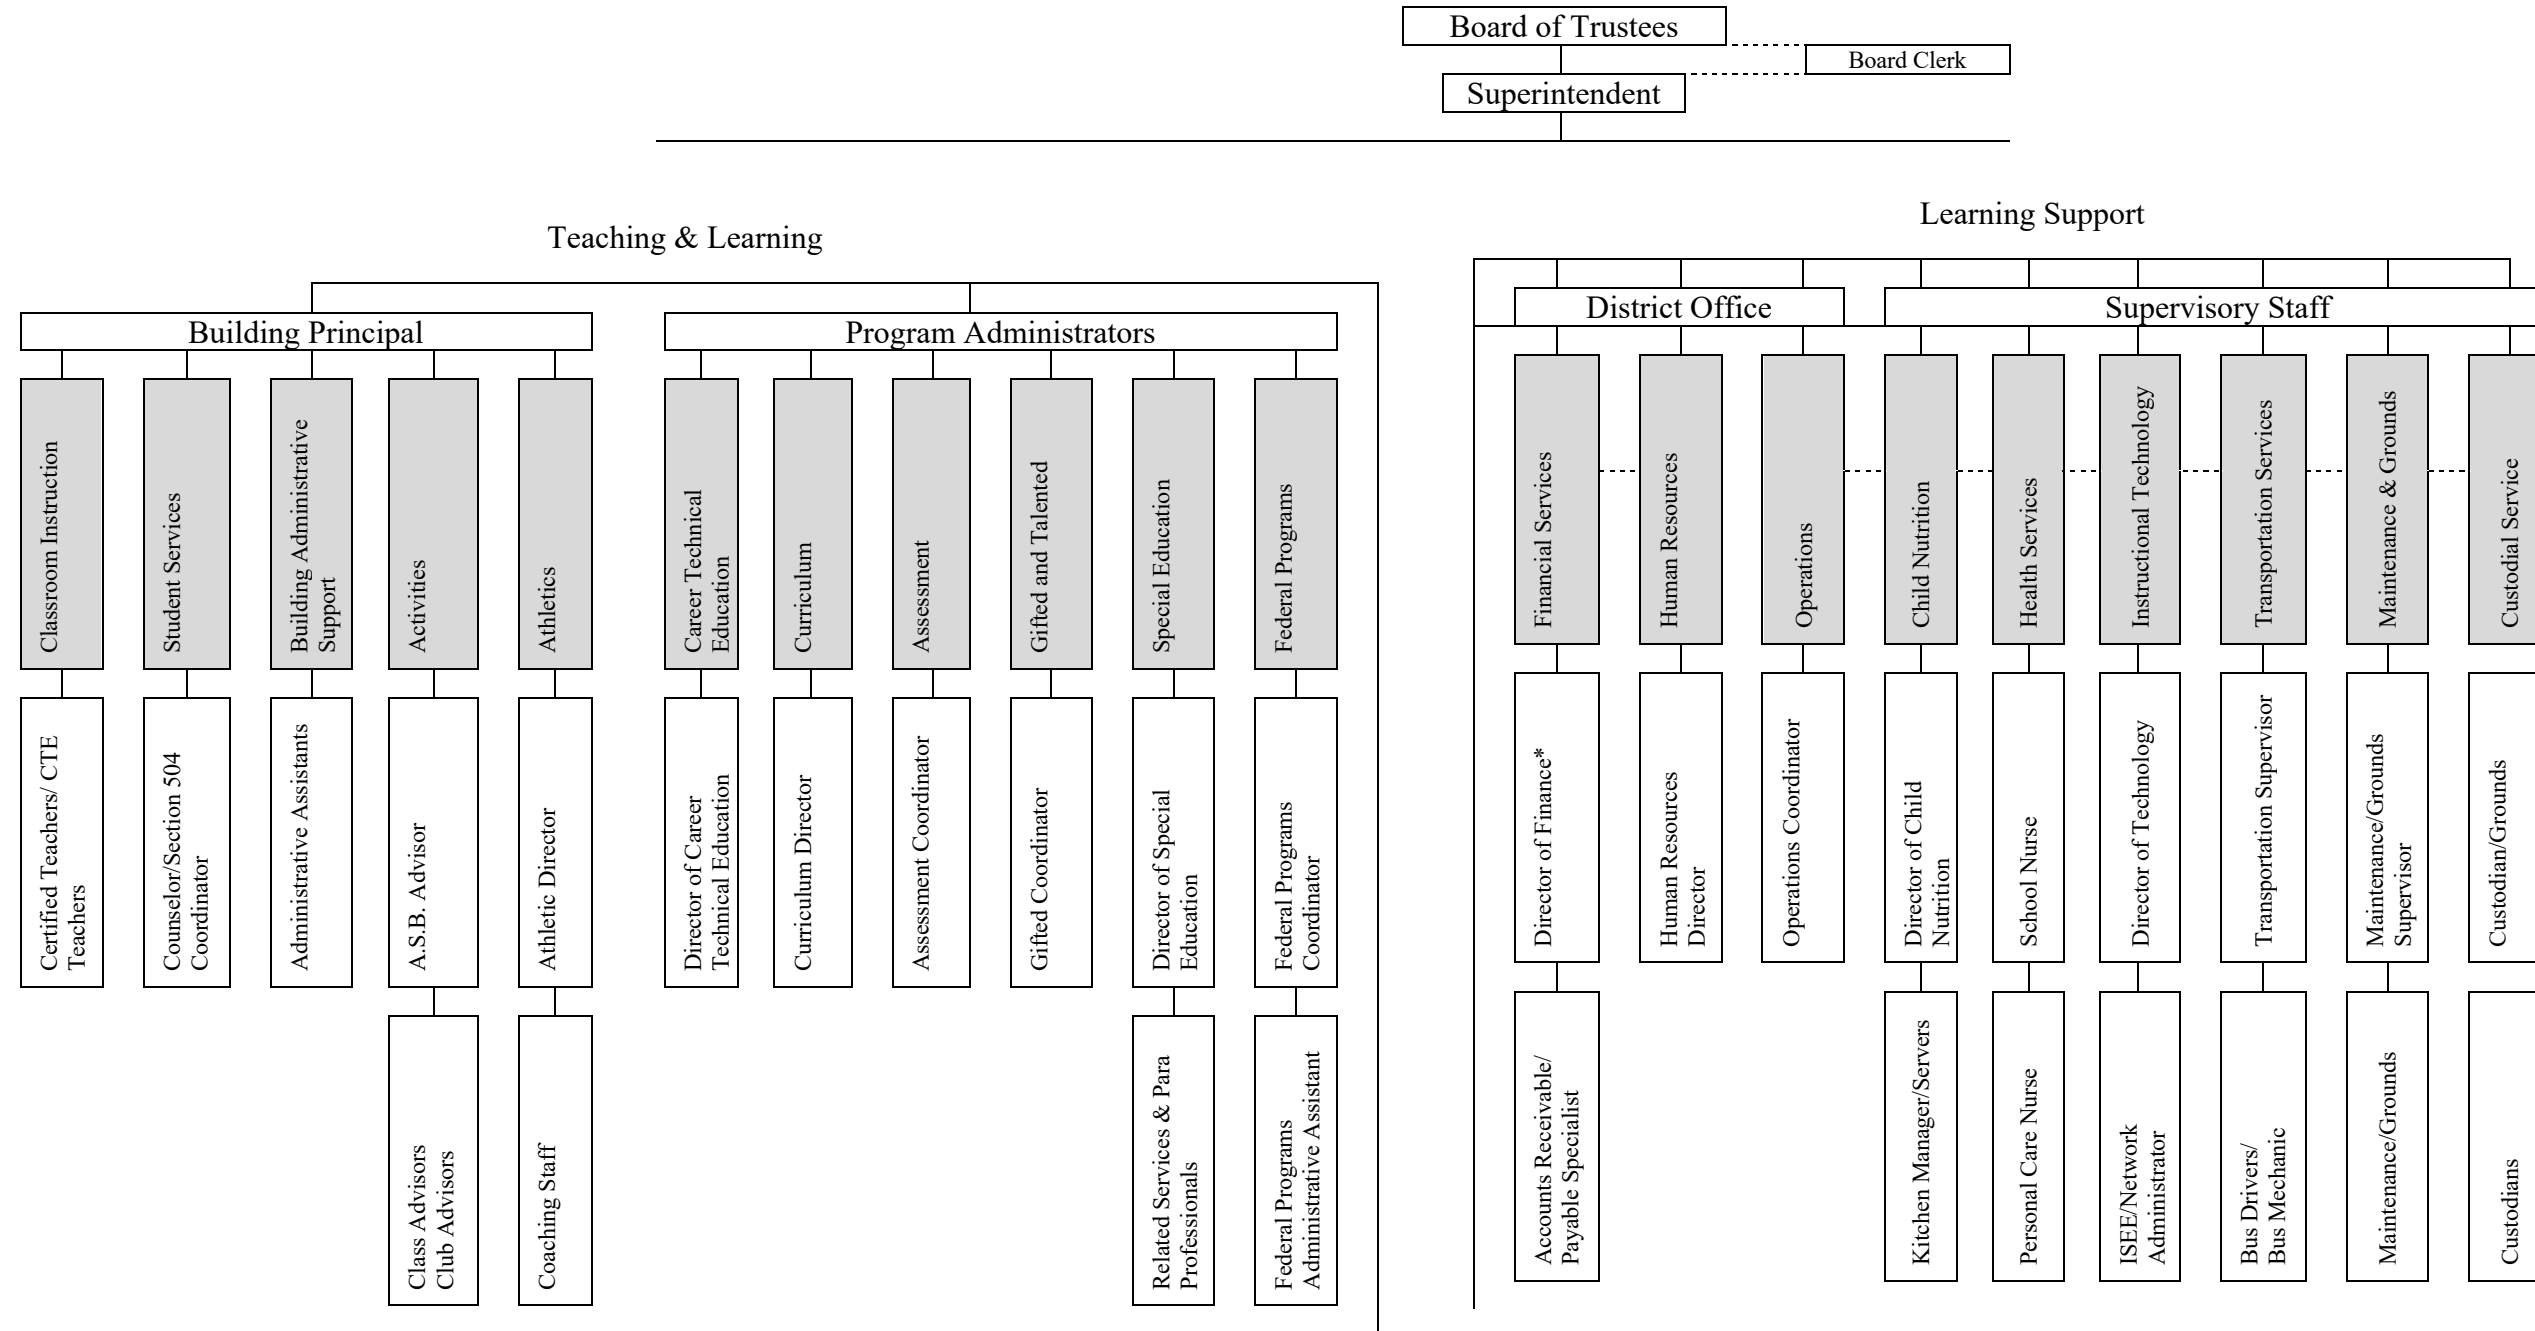 Board of Trustees
Board Clerk
Superintendent
Learning Support
Teaching & Learning
District Office
Supervisory Staff
Building Principal
Program Administrators
Classroom Instruction
Student Services
Building Administrative
Support
Activities
Athletics
Career Technical
Education
Curriculum
Assessment
Gifted and Talented
Special Education
Federal Programs
Financial Services
Human Resources
Operations
Child Nutrition
Health Services
Instructional Technology
Transportation Services
Maintenance & Grounds
Custodial Service
Certified Teachers/ CTE
Teachers
Counselor/Section 504
Coordinator
Administrative Assistants
A.S.B. Advisor
Athletic Director
Director of Career
Technical Education
Curriculum Director
Assessment Coordinator
Gifted Coordinator
Director of Special
Education
Federal Programs
Coordinator
Director of Finance*
Human Resources
Director
Operations Coordinator
Director of Child
Nutrition
School Nurse
Director of Technology
Transportation Supervisor
Maintenance/Grounds
Supervisor
Custodian/Grounds
Class Advisors
Club Advisors
Coaching Staff
Related Services & Para
Professionals
Federal Programs
Administrative Assistant
Accounts Receivable/
Payable Specialist
Kitchen Manager/Servers
Personal Care Nurse
ISEE/Network
Administrator
Bus Drivers/
Bus Mechanic
Maintenance/Grounds
Custodians